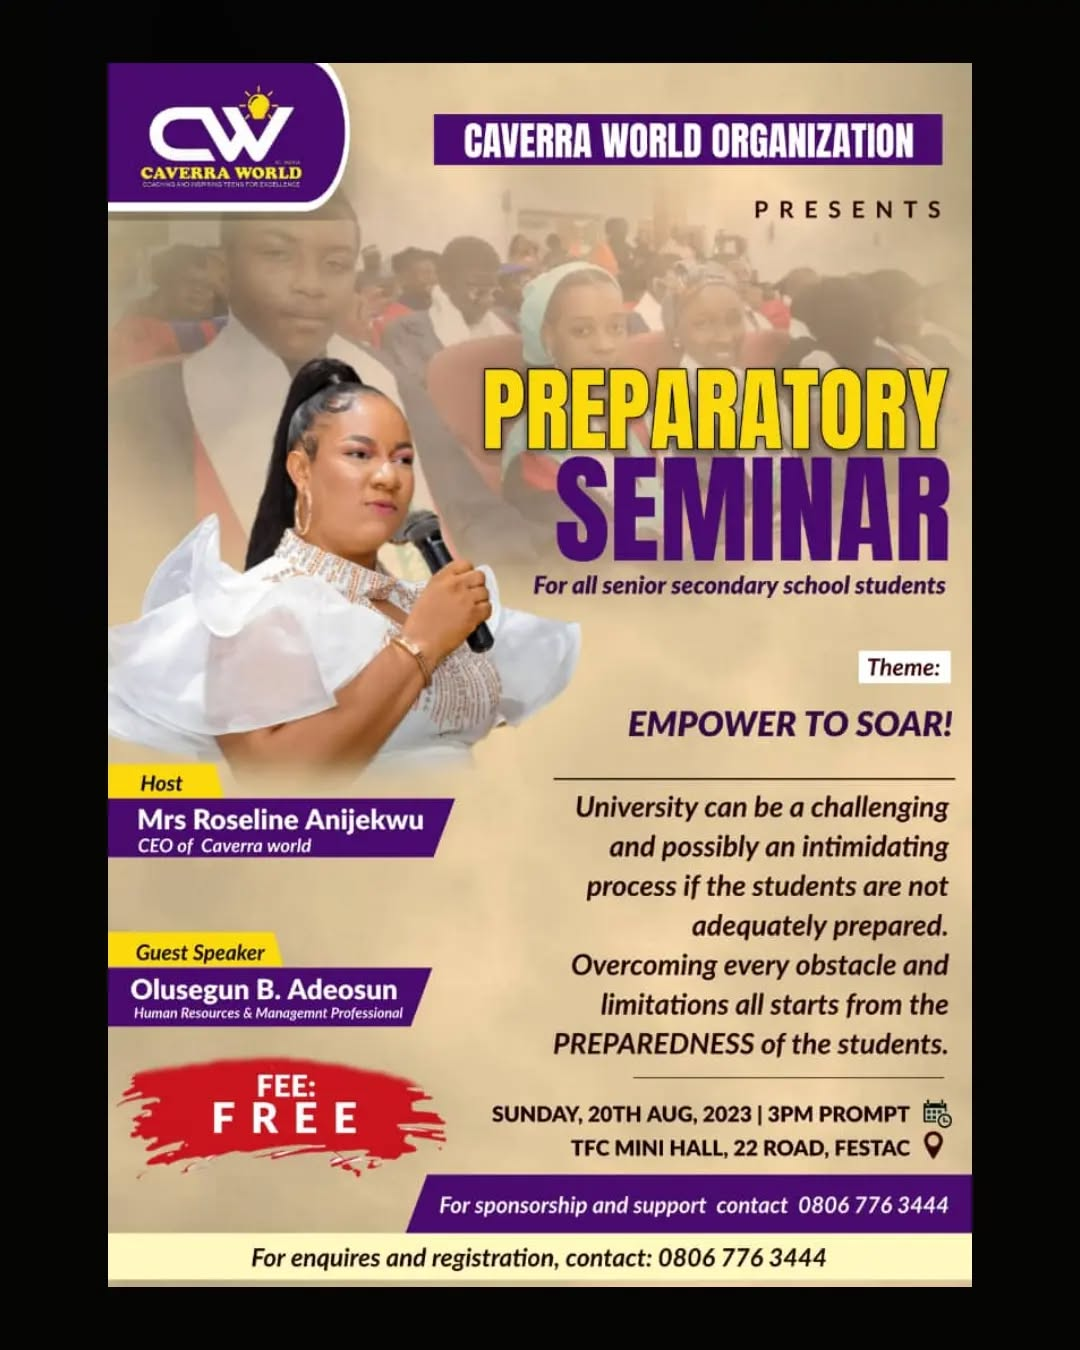 CW
CAVERRA WORLD
COACHING AND INSPIRING TEENS FOR EXCELLENCE
CAVERRA WORLD ORGANIZATION
PRESENTS
PREPARATORY
SEMINAR
For all senior secondary school students
Theme:
EMPOWER TO SOAR!
Host
Mrs Roseline Anijekwu
CEO of Caverra world
Guest Speaker
Olusegun B. Adeosun
Human Resources & Managemnt Professional
FEE:
FREE
University can be a challenging
and possibly an intimidating
process if the students are not
adequately prepared.
Overcoming every obstacle and
limitations all starts from the
PREPAREDNESS of the students.
SUNDAY, 20TH AUG, 2023 | 3PM PROMPT
TFC MINI HALL, 22 ROAD, FESTAC
For sponsorship and support contact 0806 776 3444
For enquires and registration, contact: 0806 776 3444